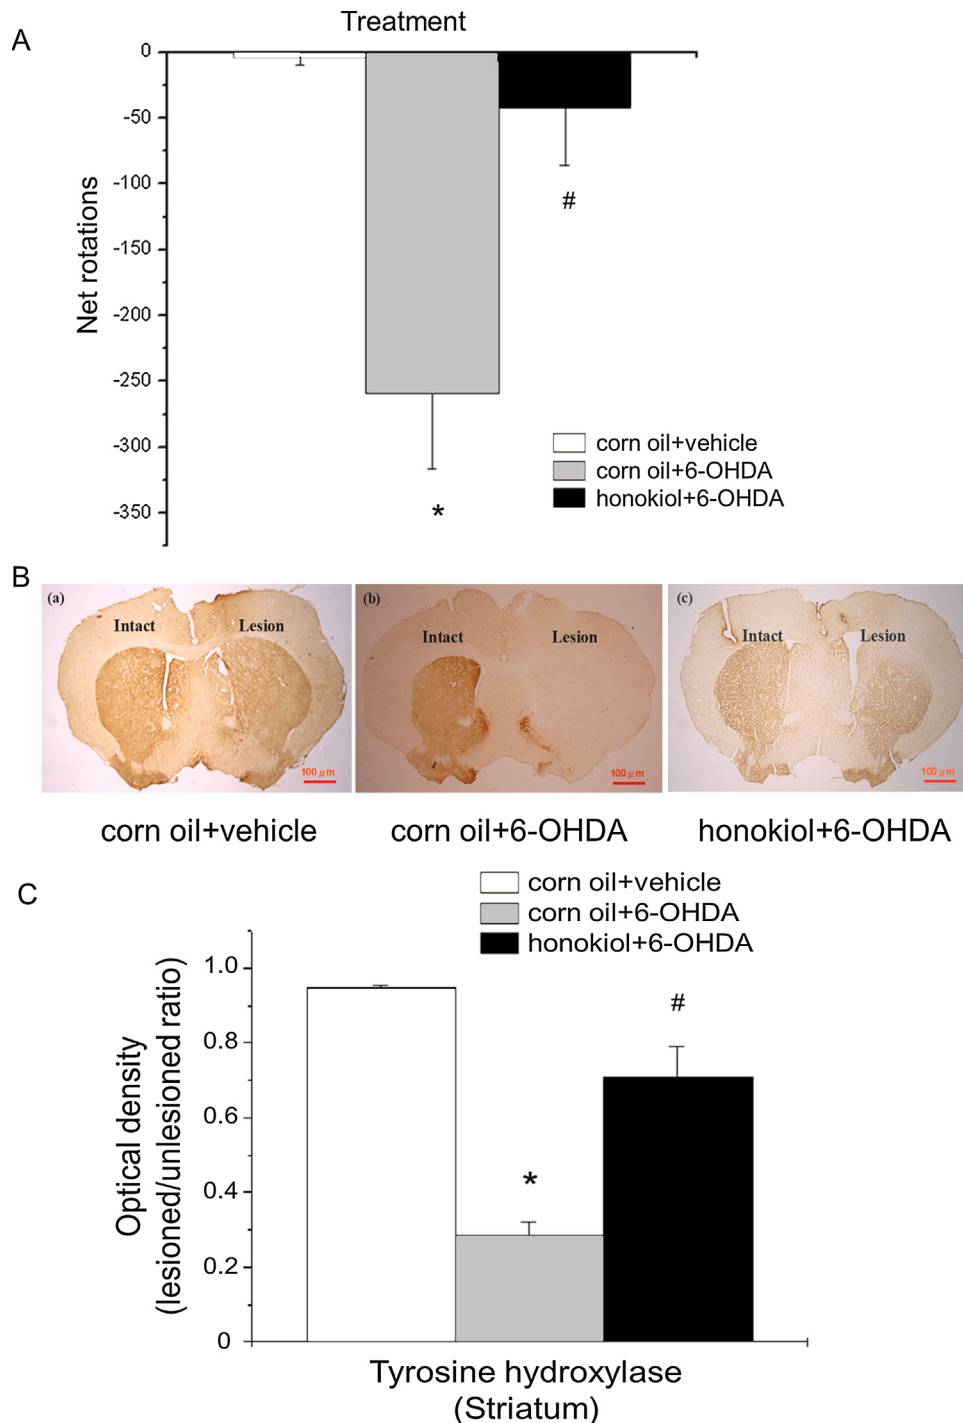 A
Treatment
0
-50
-100
-150
-200
-250
-300
-350
Net rotations
#
*
corn oil+vehicle
corn oil+6-OHDA
honokiol+6-OHDA
B
(a)
Intact
Lesion
100 μm
(b)
Intact
Lesion
100 μm
(c)
Intact
Lesion
100 μm
corn oil+vehicle
corn oil+6-OHDA
honokiol+6-OHDA
C
corn oil+vehicle
corn oil+6-OHDA
honokiol+6-OHDA
Optical density
(lesioned/unlesioned ratio)
1.0
0.8
0.6
0.4
0.2
0
*
#
Tyrosine hydroxylase
(Striatum)